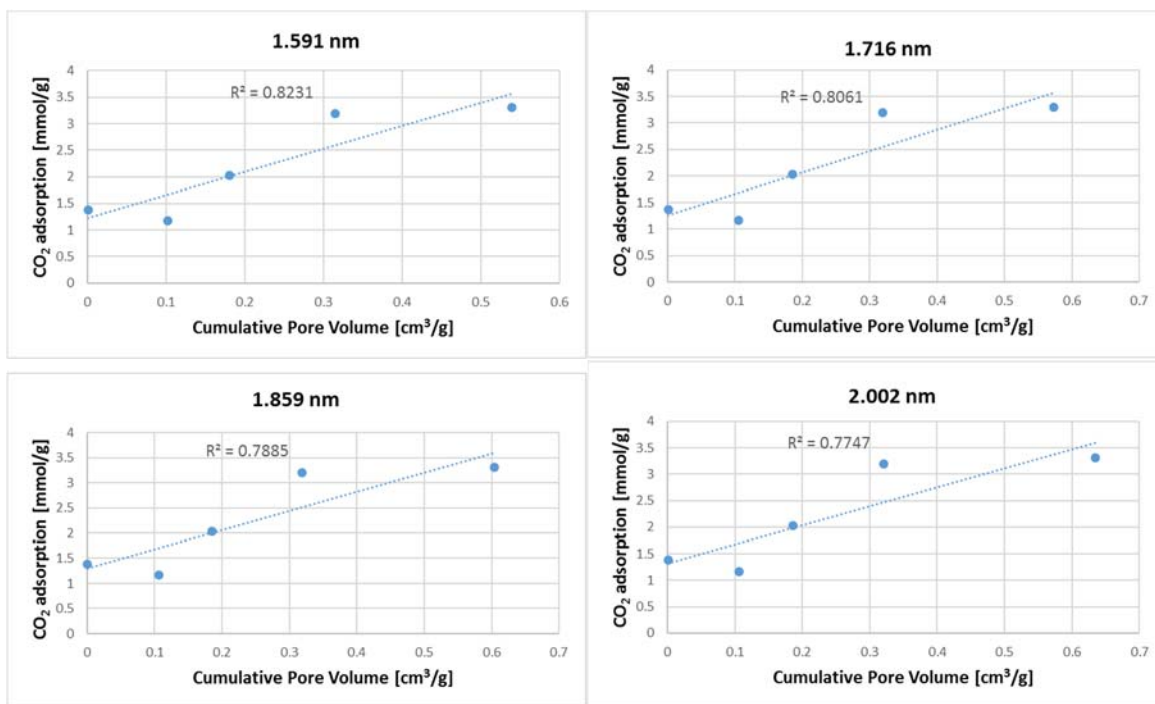 1.591 nm
R² = 0.8231
CO₂ adsorption [mmol/g]
4
3.5
3
2.5
2
1.5
1
0.5
0
0 0.1 0.2 0.3 0.4 0.5 0.6
Cumulative Pore Volume [cm³/g]
1.716 nm
R² = 0.8061
CO₂ adsorption [mmol/g]
4
3.5
3
2.5
2
1.5
1
0.5
0
0 0.1 0.2 0.3 0.4 0.5 0.6 0.7
Cumulative Pore Volume [cm³/g]
1.859 nm
R² = 0.7885
CO₂ adsorption [mmol/g]
4
3.5
3
2.5
2
1.5
1
0.5
0
0 0.1 0.2 0.3 0.4 0.5 0.6 0.7
Cumulative Pore Volume [cm³/g]
2.002 nm
R² = 0.7747
CO₂ adsorption [mmol/g]
4
3.5
3
2.5
2
1.5
1
0.5
0
0 0.1 0.2 0.3 0.4 0.5 0.6 0.7
Cumulative Pore Volume [cm³/g]